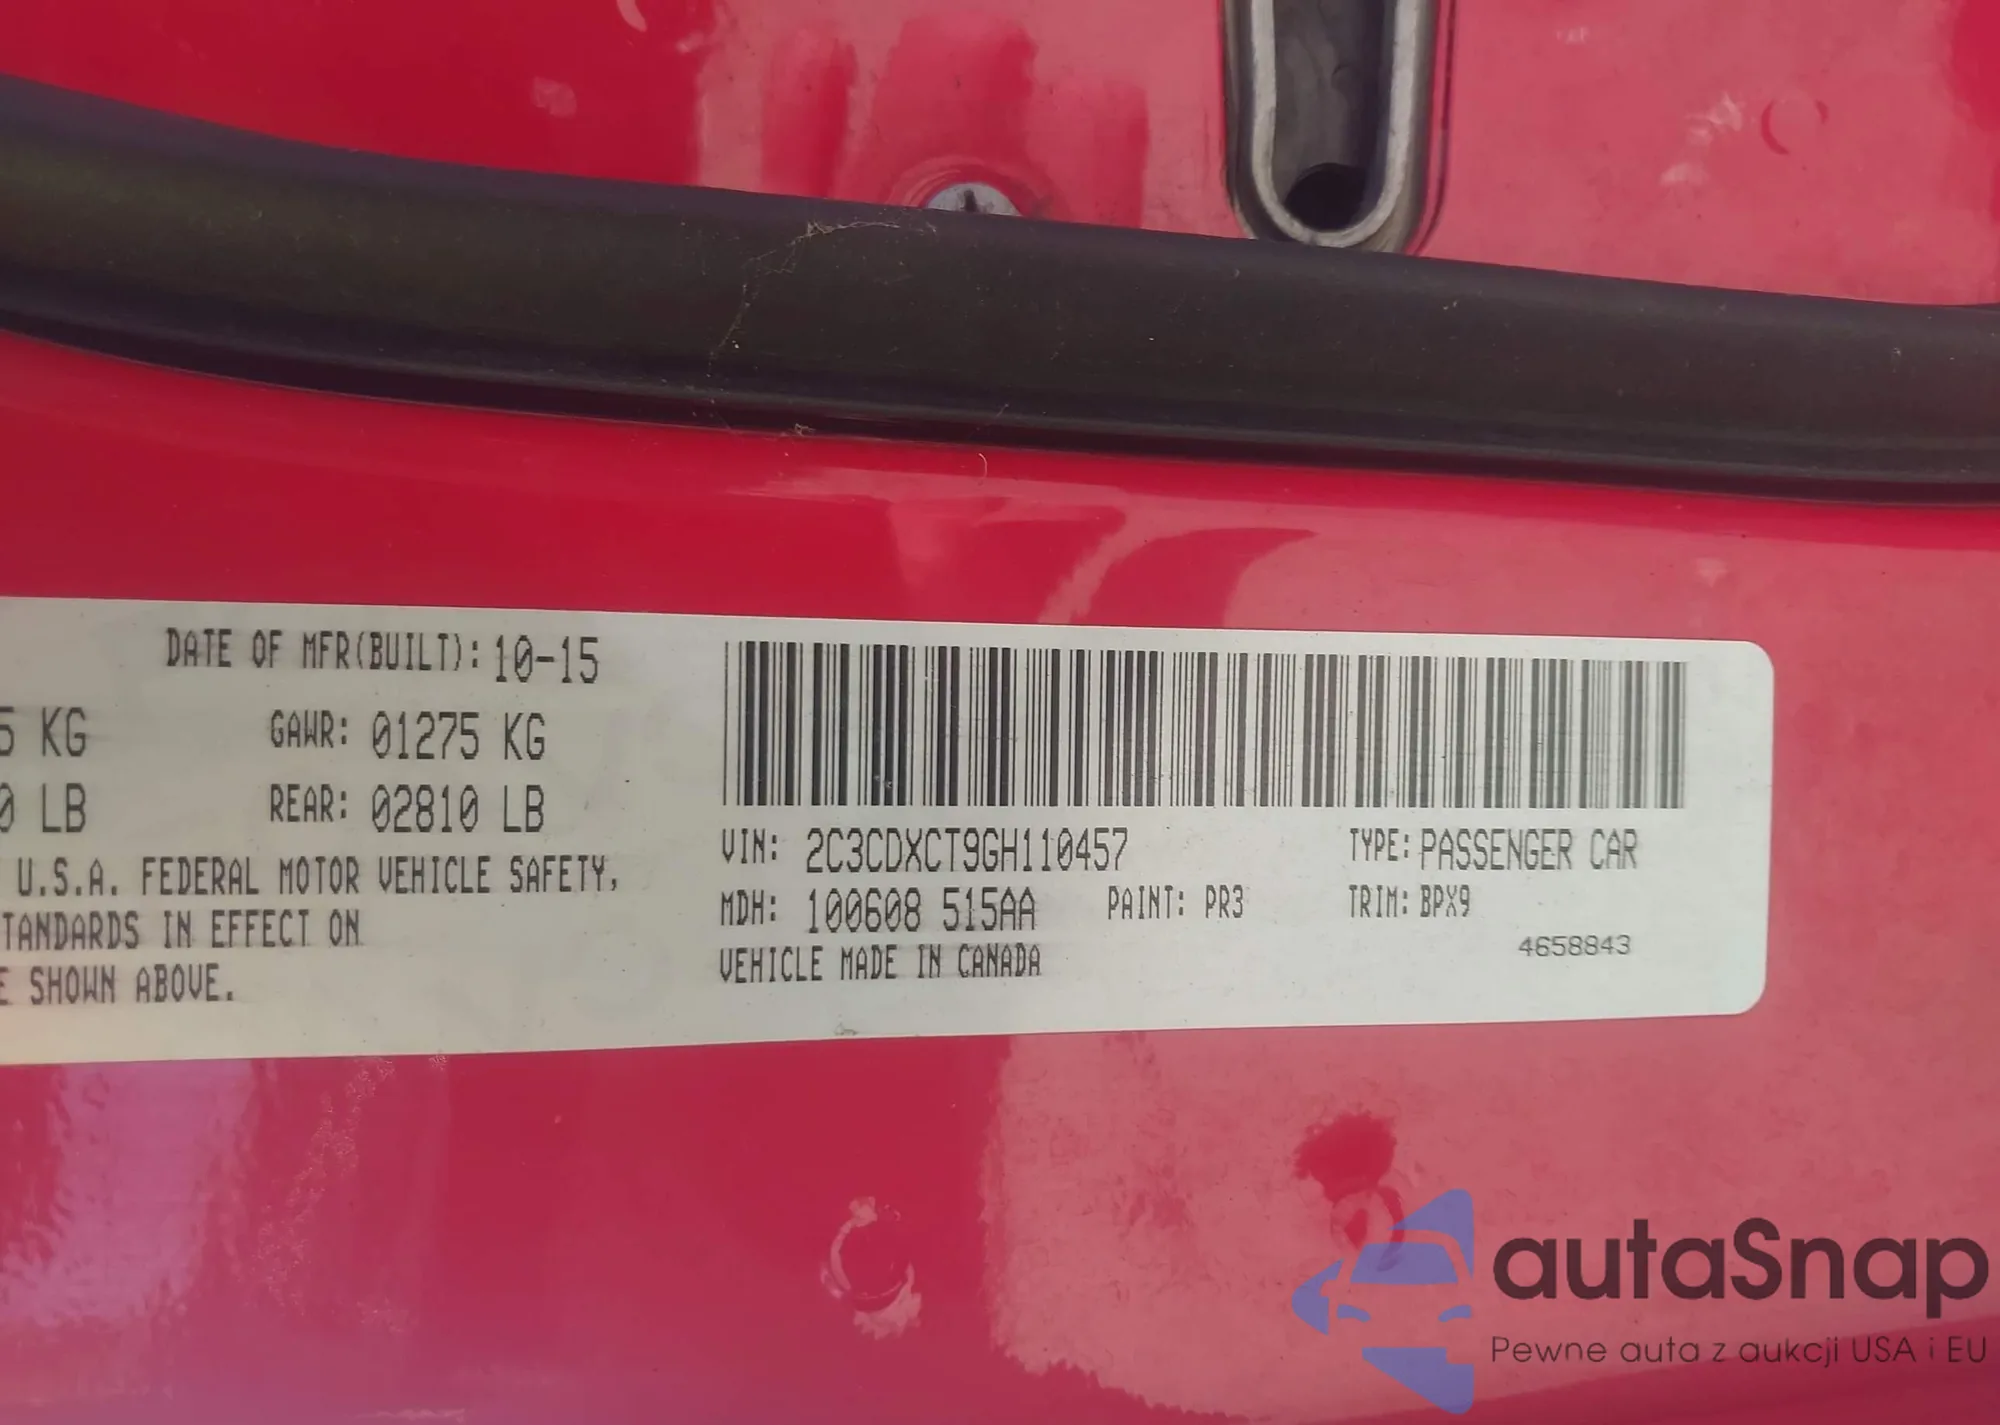 DATE OF MFR(BUILT): 10-15
5 KG GAWR: 01275 KG
0 LB REAR: 02810 LB
U.S.A. FEDERAL MOTOR VEHICLE SAFETY,
TANDARDS IN EFFECT ON
E SHOWN ABOVE.
VIN: 2C3CDXCT9GH110457 TYPE: PASSENGER CAR
MDH: 100608 515AA PAINT: PR3 TRIM: BPX9
VEHICLE MADE IN CANADA 4658843
autaSnap
Pewne auta z aukcji USA i EU